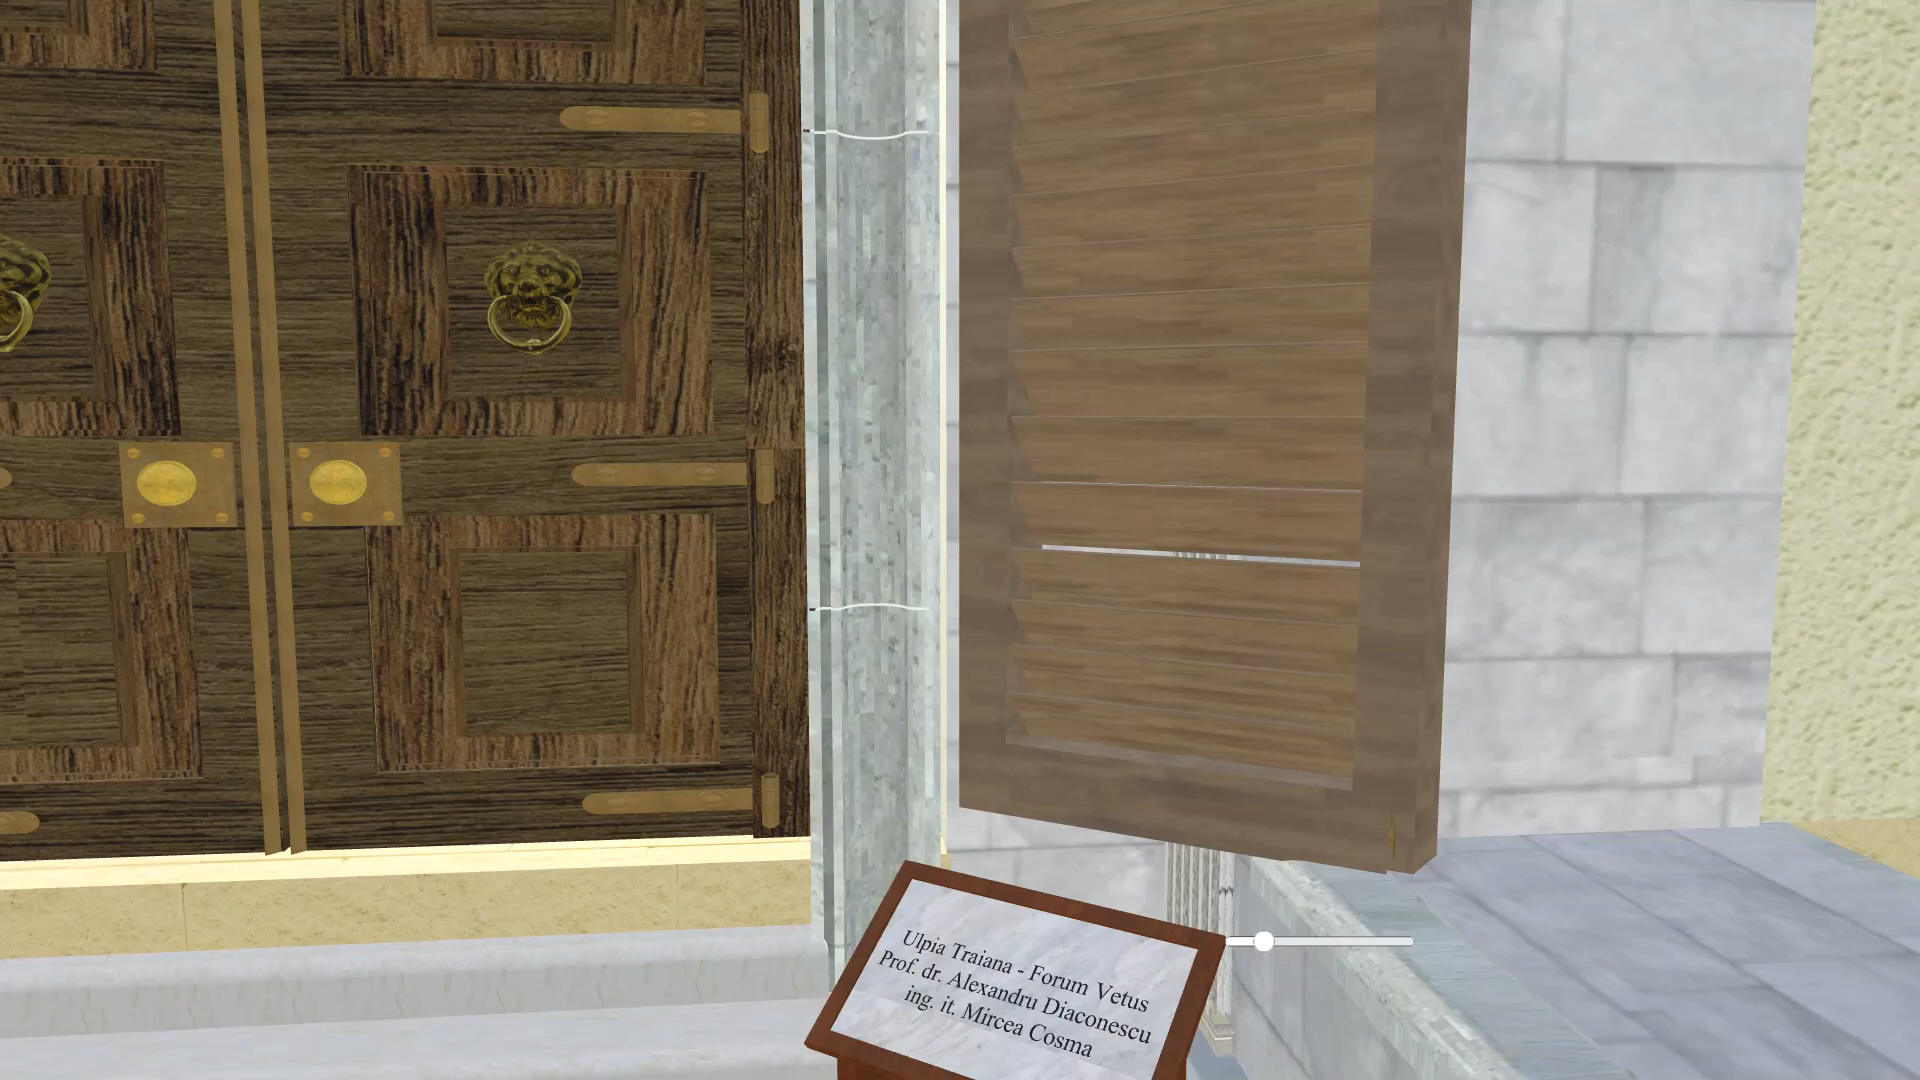 Ulpia Traiana - Forum Vetus
Prof. dr. Alexandru Diaconescu
ing. it. Mircea Cosma